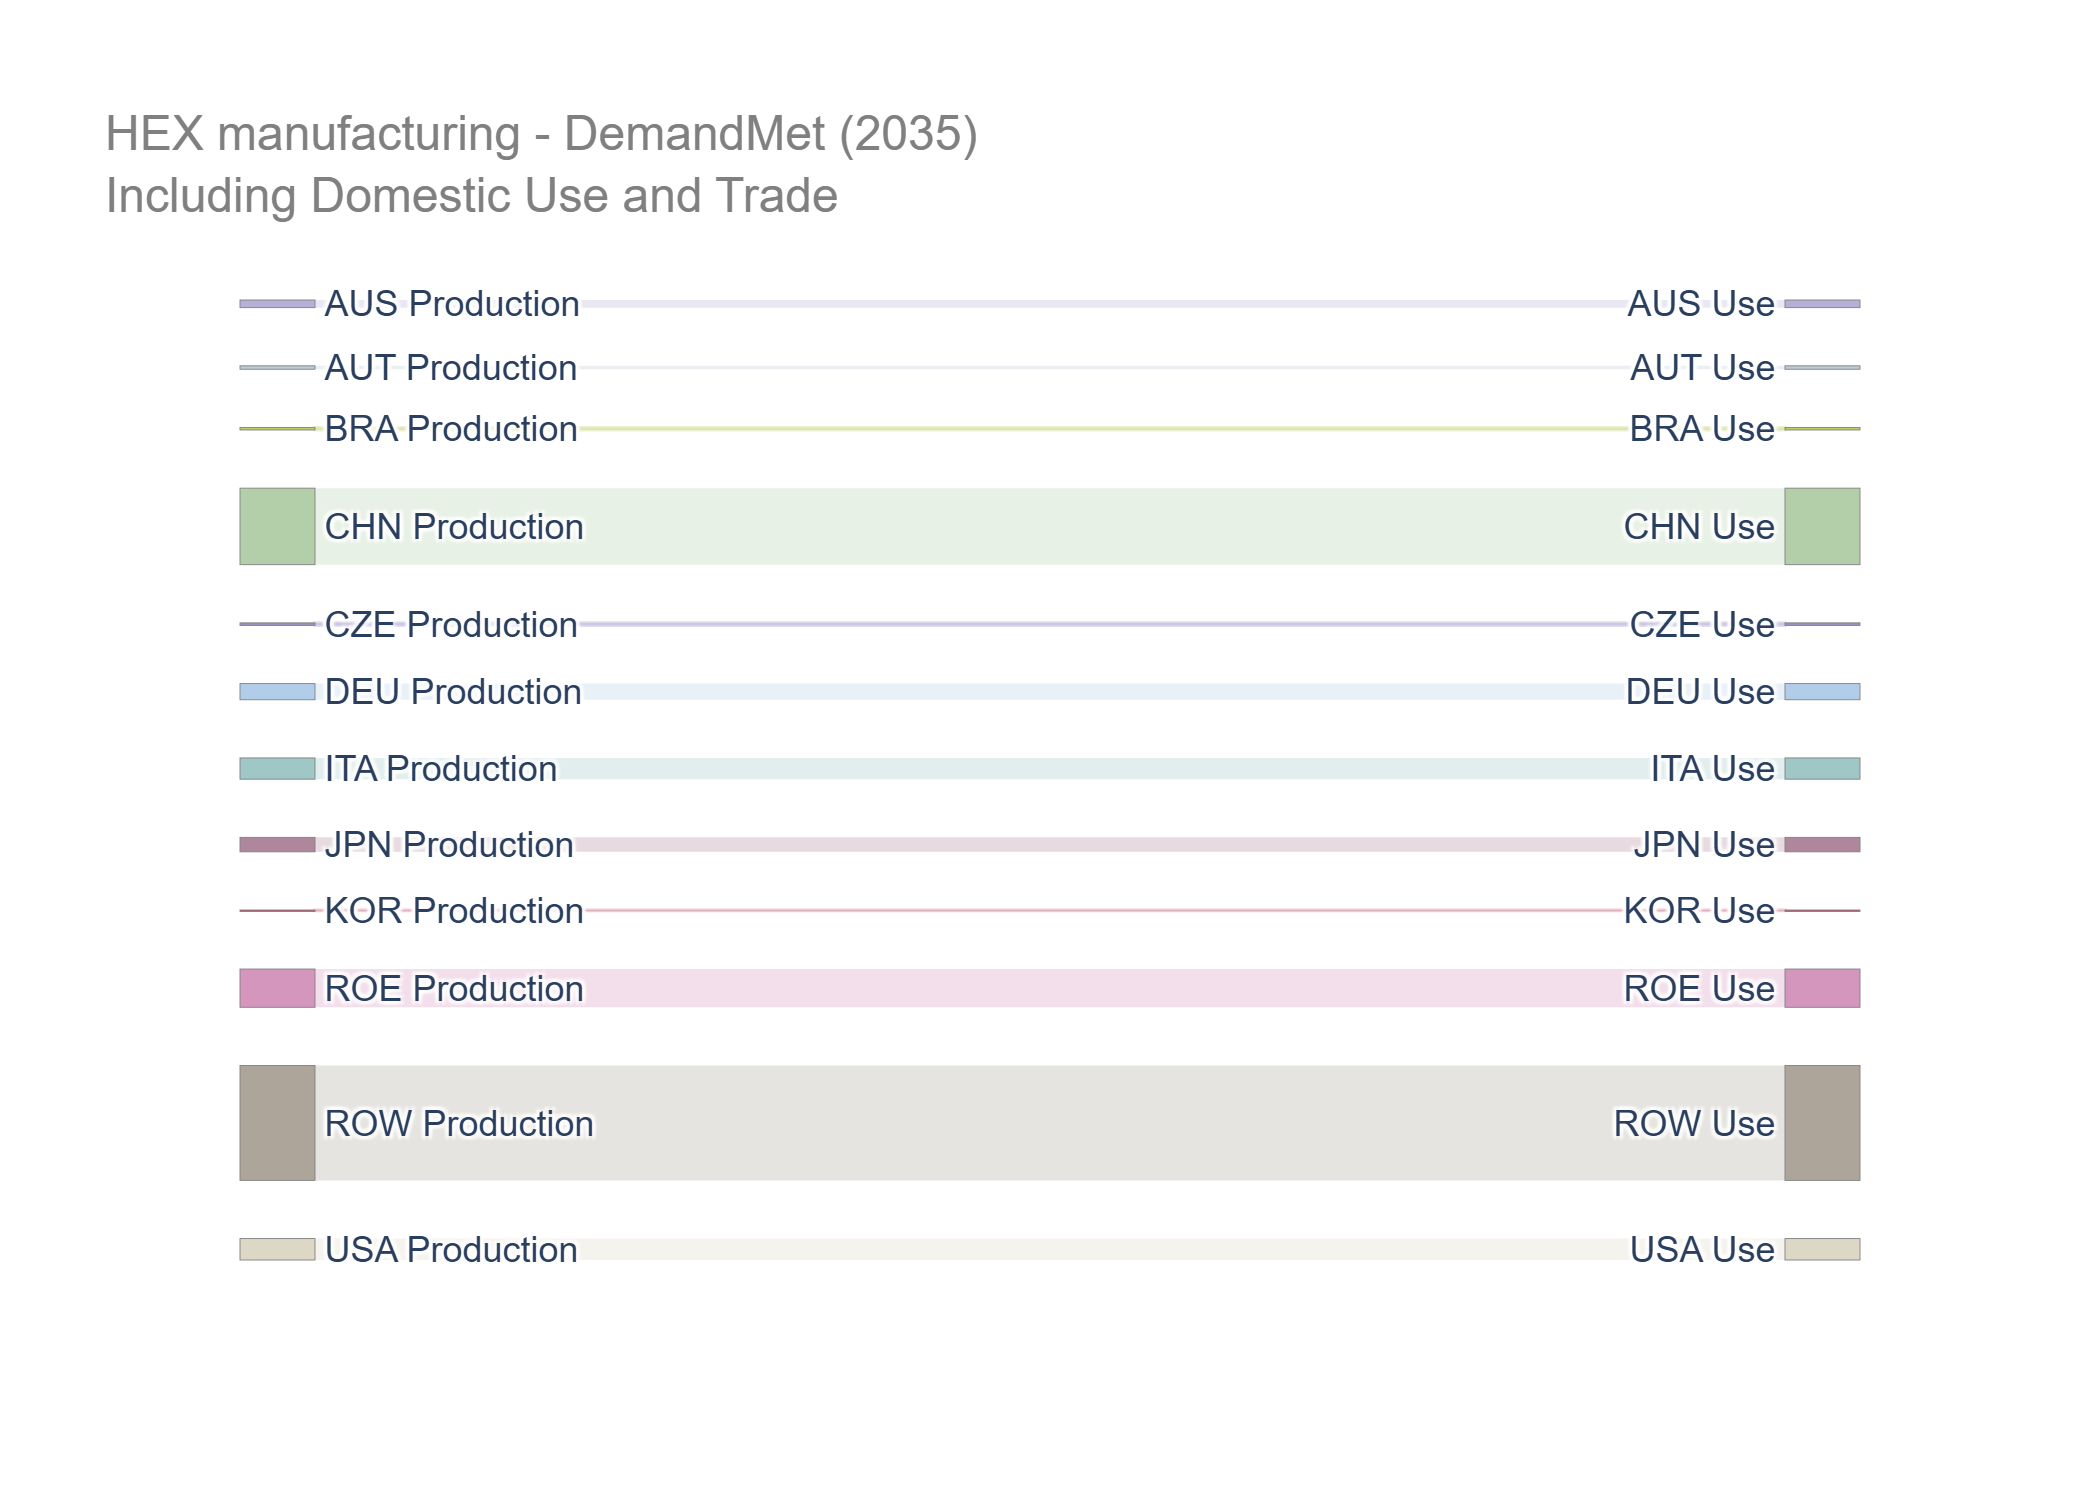 HEX manufacturing - DemandMet (2035)
Including Domestic Use and Trade
AUS Production AUS Use
AUT Production AUT Use
BRA Production BRA Use
CHN Production CHN Use
CZE Production CZE Use
DEU Production DEU Use
ITA Production ITA Use
JPN Production JPN Use
KOR Production KOR Use
ROE Production ROE Use
ROW Production ROW Use
USA Production USA Use